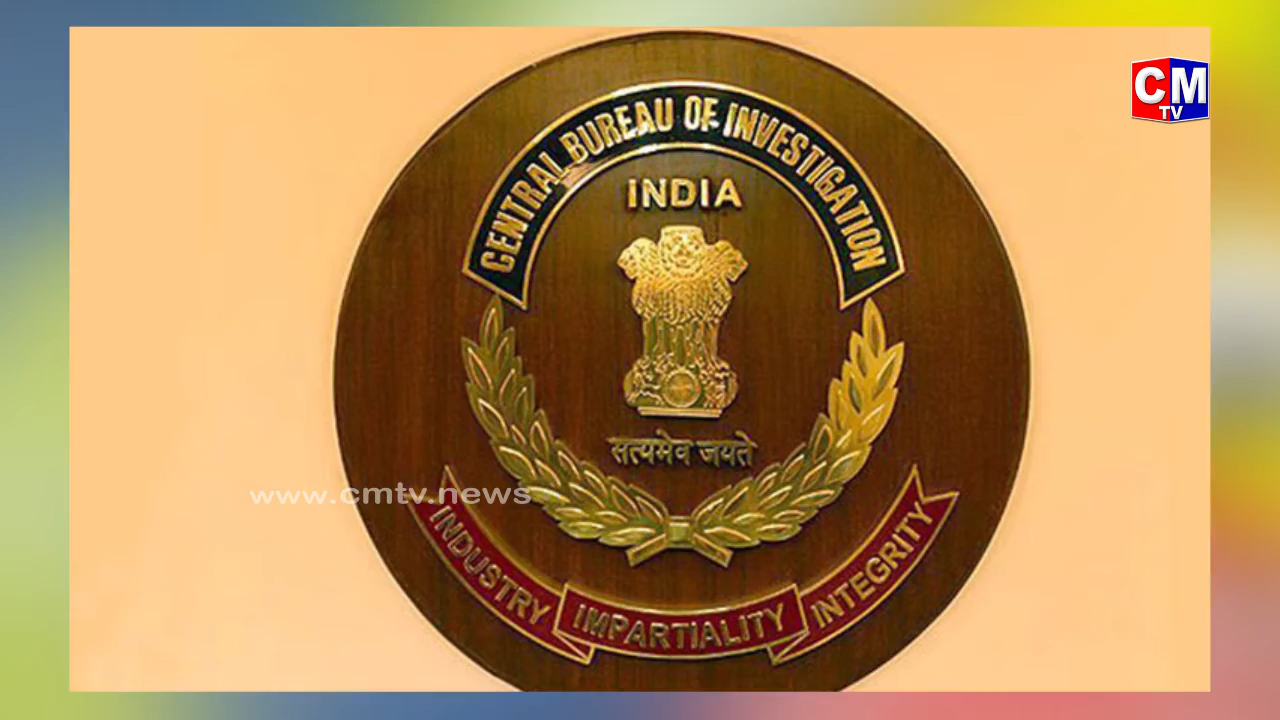 CM
TV
CENTRAL BUREAU OF INVESTIGATION
INDIA
सत्यमेव जयते
www.cmtv.news
INDUSTRY IMPARTIALITY INTEGRITY